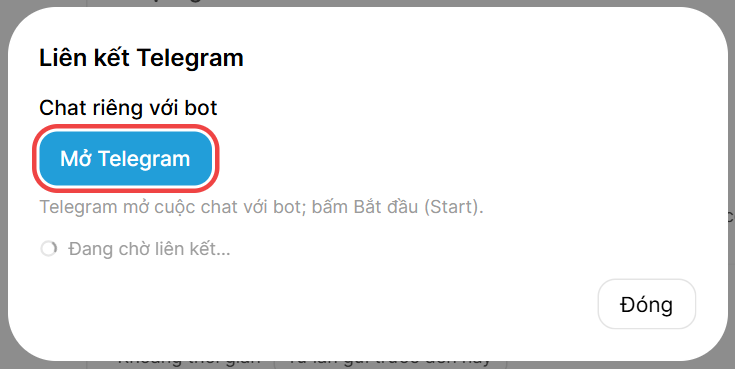 Liên kết Telegram
Chat riêng với bot
Mở Telegram
Telegram mở cuộc chat với bot; bấm Bắt đầu (Start).
Đang chờ liên kết...
Đóng